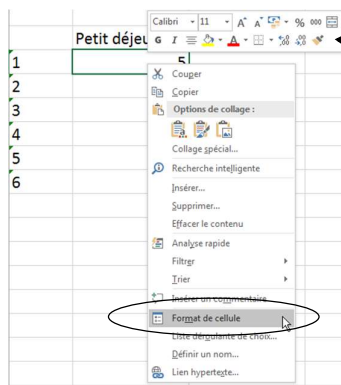 Calibri 11 A A % 000
Petit déjeu G I A ,00 ,00
1 5
2
3
4
5
6
Couper
Copier
Options de collage :
Collage spécial...
Recherche intelligente
Insérer...
Supprimer...
Effacer le contenu
Analyse rapide
Filtrer
Trier
Insérer un commentaire
Format de cellule
Liste déroulante de choix...
Définir un nom...
Lien hypertexte...